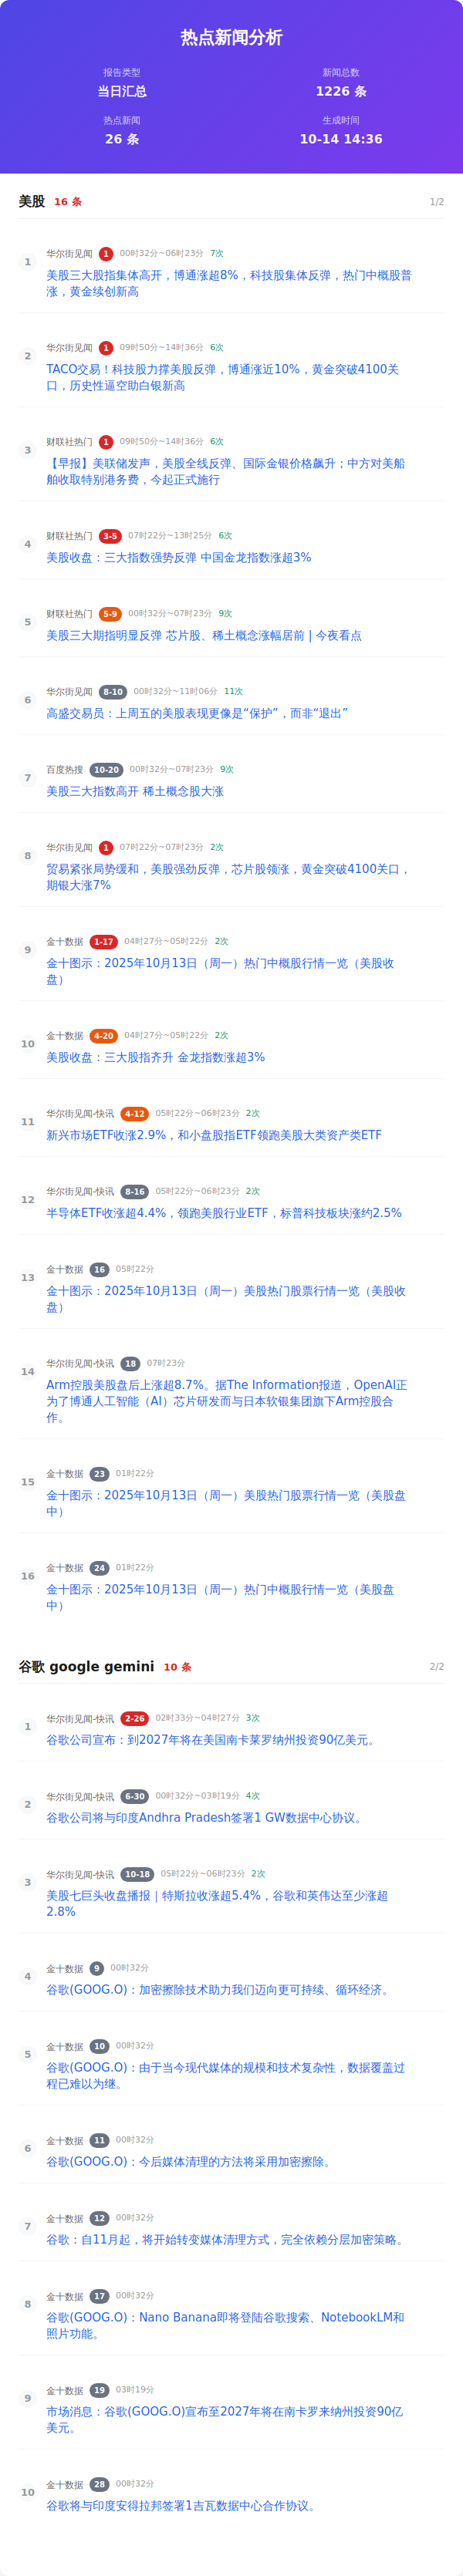 热点新闻分析
报告类型
新闻总数
当日汇总
1226 条
热点新闻
生成时间
26 条
10-14 14:36
美股 16 条 1/2
1
华尔街见闻 1 00时32分~06时23分 7次
美股三大股指集体高开，博通涨超8%，科技股集体反弹，热门中概股普
涨，黄金续创新高
2
华尔街见闻 1 09时50分~14时36分 6次
TACO交易！科技股力撑美股反弹，博通涨近10%，黄金突破4100关
口，历史性逼空助白银新高
3
财联社热门 1 09时50分~14时36分 6次
【早报】美联储发声，美股全线反弹、国际金银价格飙升；中方对美船
舶收取特别港务费，今起正式施行
4
财联社热门 3-5 07时22分~13时25分 6次
美股收盘：三大指数强势反弹 中国金龙指数涨超3%
5
财联社热门 5-9 00时32分~07时23分 9次
美股三大期指明显反弹 芯片股、稀土概念涨幅居前 | 今夜看点
6
华尔街见闻 8-10 00时32分~11时06分 11次
高盛交易员：上周五的美股表现更像是“保护”，而非“退出”
7
百度热搜 10-20 00时32分~07时23分 9次
美股三大指数高开 稀土概念股大涨
8
华尔街见闻 1 07时22分~07时23分 2次
贸易紧张局势缓和，美股强劲反弹，芯片股领涨，黄金突破4100关口，
期银大涨7%
9
金十数据 1-17 04时27分~05时22分 2次
金十图示：2025年10月13日（周一）热门中概股行情一览（美股收
盘）
10
金十数据 4-20 04时27分~05时22分 2次
美股收盘：三大股指齐升 金龙指数涨超3%
11
华尔街见闻-快讯 4-12 05时22分~06时23分 2次
新兴市场ETF收涨2.9%，和小盘股指ETF领跑美股大类资产类ETF
12
华尔街见闻-快讯 8-16 05时22分~06时23分 2次
半导体ETF收涨超4.4%，领跑美股行业ETF，标普科技板块涨约2.5%
13
金十数据 16 05时22分
金十图示：2025年10月13日（周一）美股热门股票行情一览（美股收
盘）
14
华尔街见闻-快讯 18 07时23分
Arm控股美股盘后上涨超8.7%。据The Information报道，OpenAI正
为了博通人工智能（AI）芯片研发而与日本软银集团旗下Arm控股合
作。
15
金十数据 23 01时22分
金十图示：2025年10月13日（周一）美股热门股票行情一览（美股盘
中）
16
金十数据 24 01时22分
金十图示：2025年10月13日（周一）热门中概股行情一览（美股盘
中）
谷歌 google gemini 10 条 2/2
1
华尔街见闻-快讯 2-26 02时33分~04时27分 3次
谷歌公司宣布：到2027年将在美国南卡莱罗纳州投资90亿美元。
2
华尔街见闻-快讯 6-30 00时32分~03时19分 4次
谷歌公司将与印度Andhra Pradesh签署1 GW数据中心协议。
3
华尔街见闻-快讯 10-18 05时22分~06时23分 2次
美股七巨头收盘播报｜特斯拉收涨超5.4%，谷歌和英伟达至少涨超
2.8%
4
金十数据 9 00时32分
谷歌(GOOG.O)：加密擦除技术助力我们迈向更可持续、循环经济。
5
金十数据 10 00时32分
谷歌(GOOG.O)：由于当今现代媒体的规模和技术复杂性，数据覆盖过
程已难以为继。
6
金十数据 11 00时32分
谷歌(GOOG.O)：今后媒体清理的方法将采用加密擦除。
7
金十数据 12 00时32分
谷歌：自11月起，将开始转变媒体清理方式，完全依赖分层加密策略。
8
金十数据 17 00时32分
谷歌(GOOG.O)：Nano Banana即将登陆谷歌搜索、NotebookLM和
照片功能。
9
金十数据 19 03时19分
市场消息：谷歌(GOOG.O)宣布至2027年将在南卡罗来纳州投资90亿
美元。
10
金十数据 28 00时32分
谷歌将与印度安得拉邦签署1吉瓦数据中心合作协议。